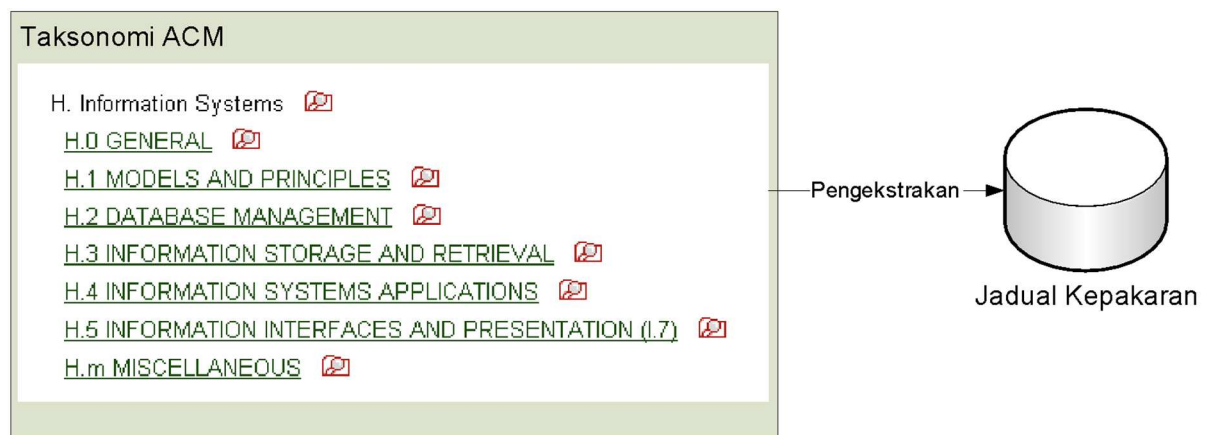 Taksonomi ACM
H. Information Systems
H.0 GENERAL
H.1 MODELS AND PRINCIPLES
H.2 DATABASE MANAGEMENT
H.3 INFORMATION STORAGE AND RETRIEVAL
H.4 INFORMATION SYSTEMS APPLICATIONS
H.5 INFORMATION INTERFACES AND PRESENTATION (I.7)
H.m MISCELLANEOUS
Pengekstrakan
Jadual Kepakaran